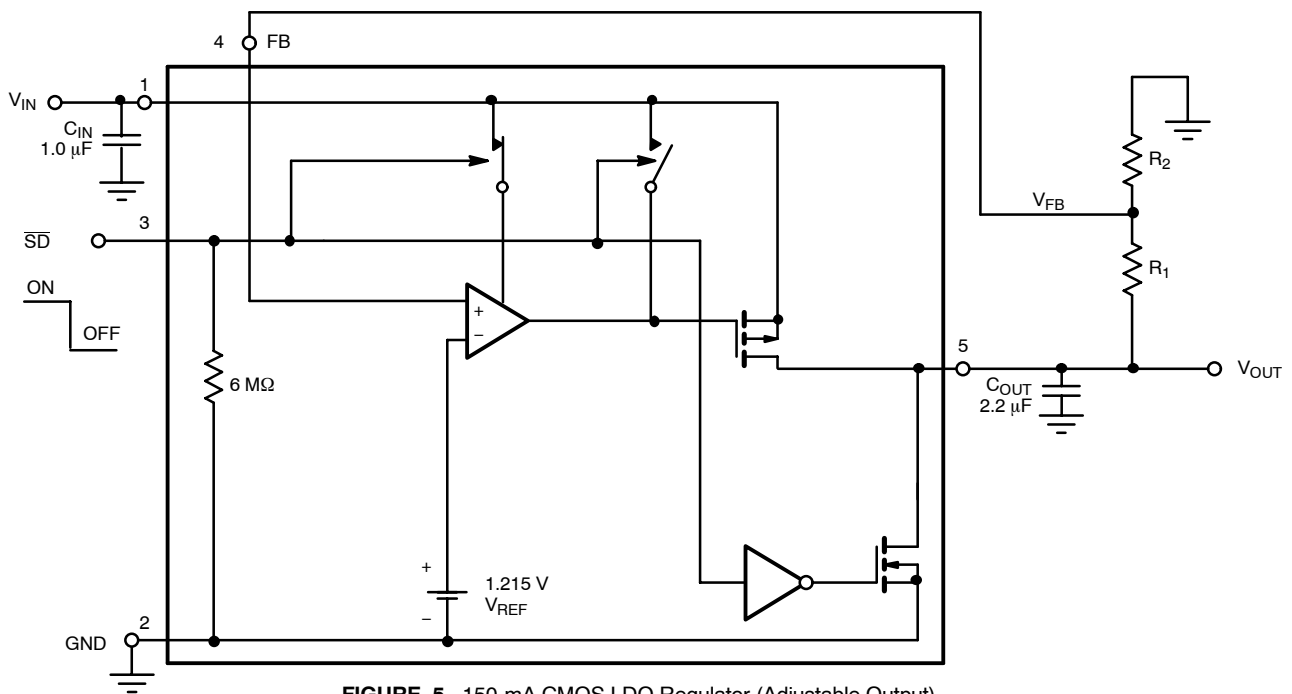 4 FB
1
V_IN
C_IN
1.0 µF
R_2
V_FB
3
SD
ON
OFF
R_1
+
−
5
V_OUT
C_OUT
2.2 µF
6 MΩ
+
1.215 V
V_REF
−
2
GND
FIGURE 5. 150-mA CMOS LDO Regulator (Adjustable Output)